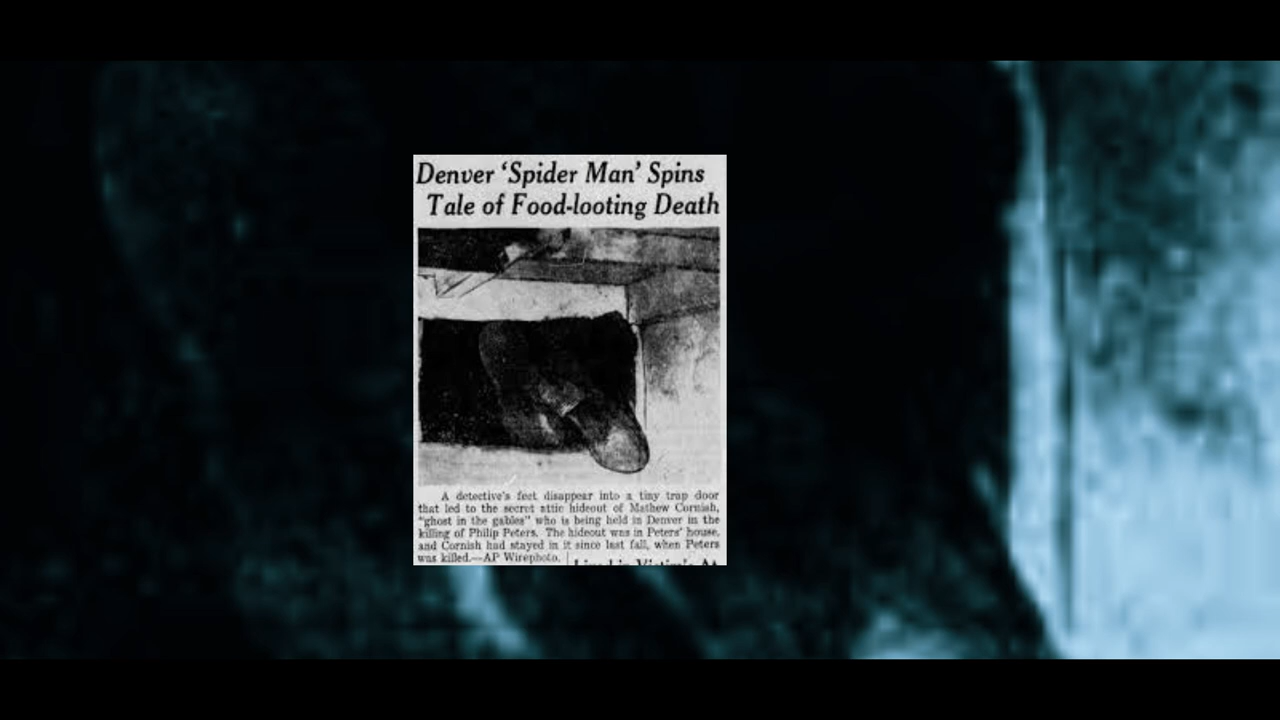 Denver ‘Spider Man’ Spins
Tale of Food-looting Death
A detective's feet disappear into a tiny trap door
that led to the secret attic hideout of Mathew Cornish,
"ghost in the gables" who is being held in Denver in the
killing of Philip Peters. The hideout was in Peters' house,
and Cornish had stayed in it since last fall, when Peters
was killed.—AP Wirephoto.